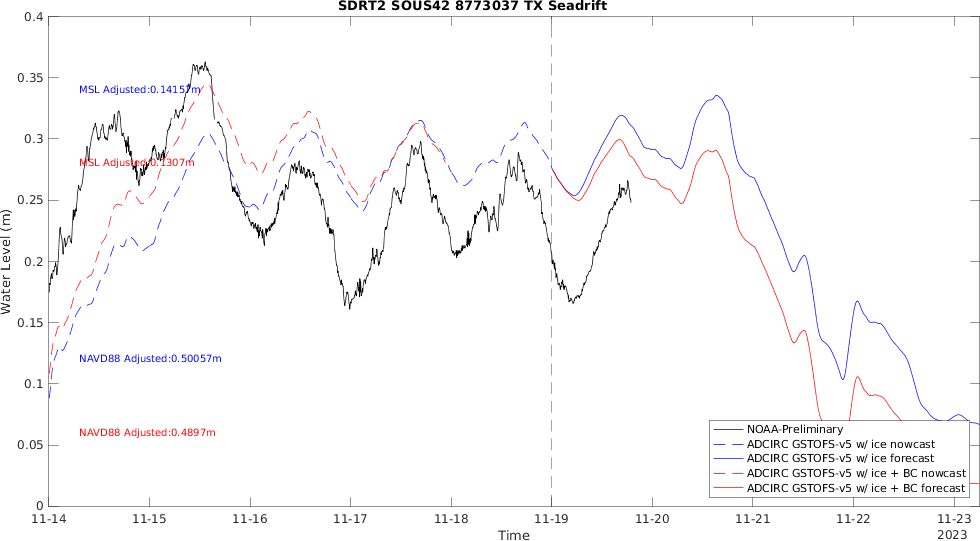 SDRT2 SOUS42 8773037 TX Seadrift
0.4
0.35
0.3
0.25
0.2
0.15
0.1
0.05
0
Water Level (m)
MSL Adjusted:0.14157m
MSL Adjusted:0.1307m
NAVD88 Adjusted:0.50057m
NAVD88 Adjusted:0.4897m
NOAA-Preliminary
ADCIRC GSTOFS-v5 w/ ice nowcast
ADCIRC GSTOFS-v5 w/ ice forecast
ADCIRC GSTOFS-v5 w/ ice + BC nowcast
ADCIRC GSTOFS-v5 w/ ice + BC forecast
11-14 11-15 11-16 11-17 11-18 11-19 11-20 11-21 11-22 11-23
Time
2023